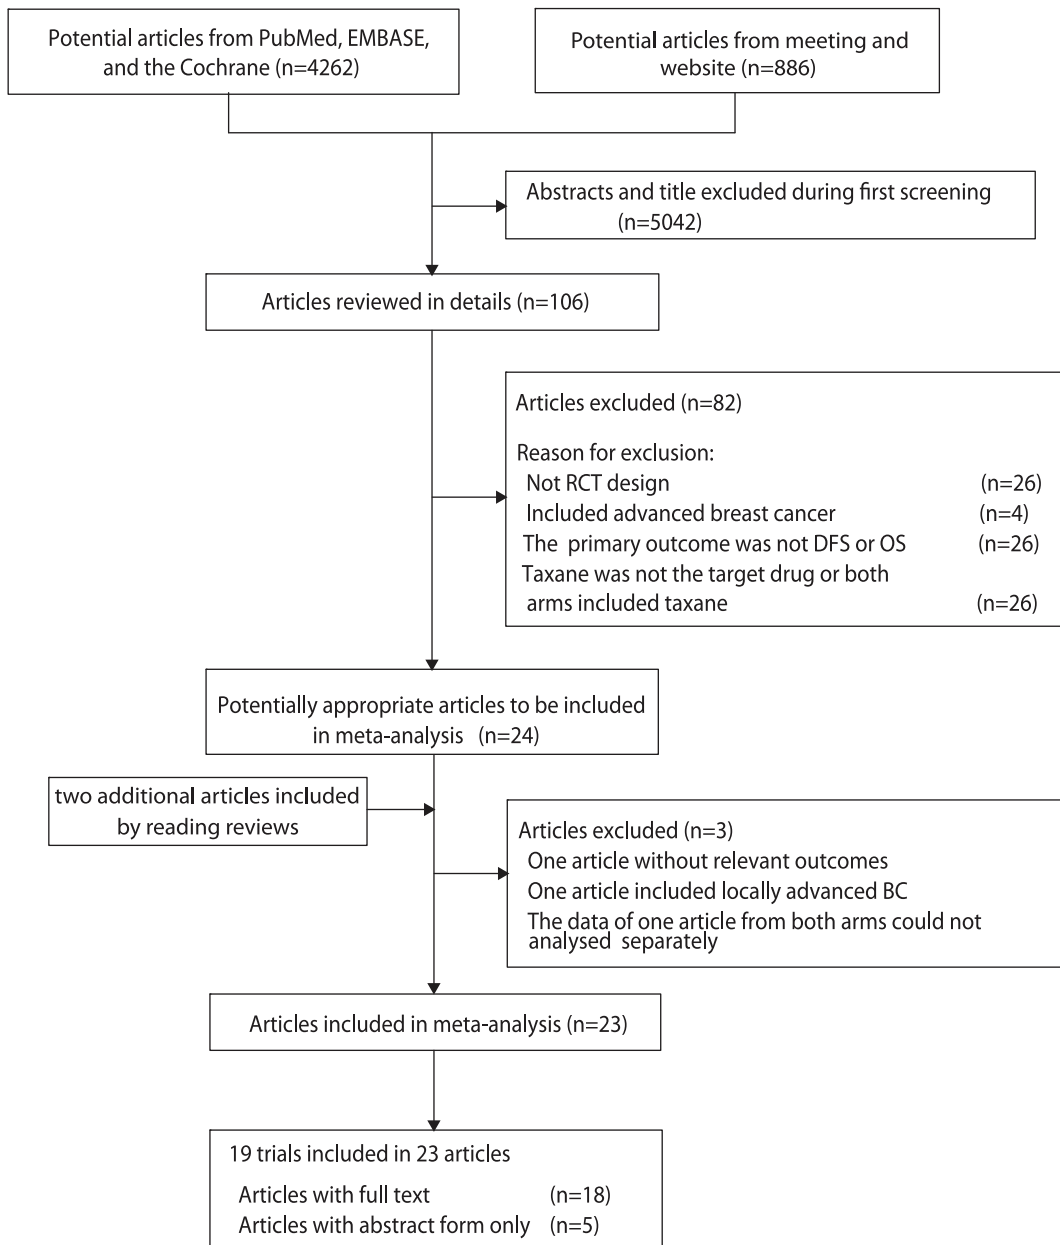 Potential articles from PubMed, EMBASE,
and the Cochrane (n=4262)
Potential articles from meeting and
website (n=886)
Abstracts and title excluded during first screening
(n=5042)
Articles reviewed in details (n=106)
Articles excluded (n=82)
Reason for exclusion:
Not RCT design (n=26)
Included advanced breast cancer (n=4)
The primary outcome was not DFS or OS (n=26)
Taxane was not the target drug or both
arms included taxane (n=26)
Potentially appropriate articles to be included
in meta-analysis (n=24)
two additional articles included
by reading reviews
Articles excluded (n=3)
One article without relevant outcomes
One article included locally advanced BC
The data of one article from both arms could not
analysed separately
Articles included in meta-analysis (n=23)
19 trials included in 23 articles
Articles with full text (n=18)
Articles with abstract form only (n=5)